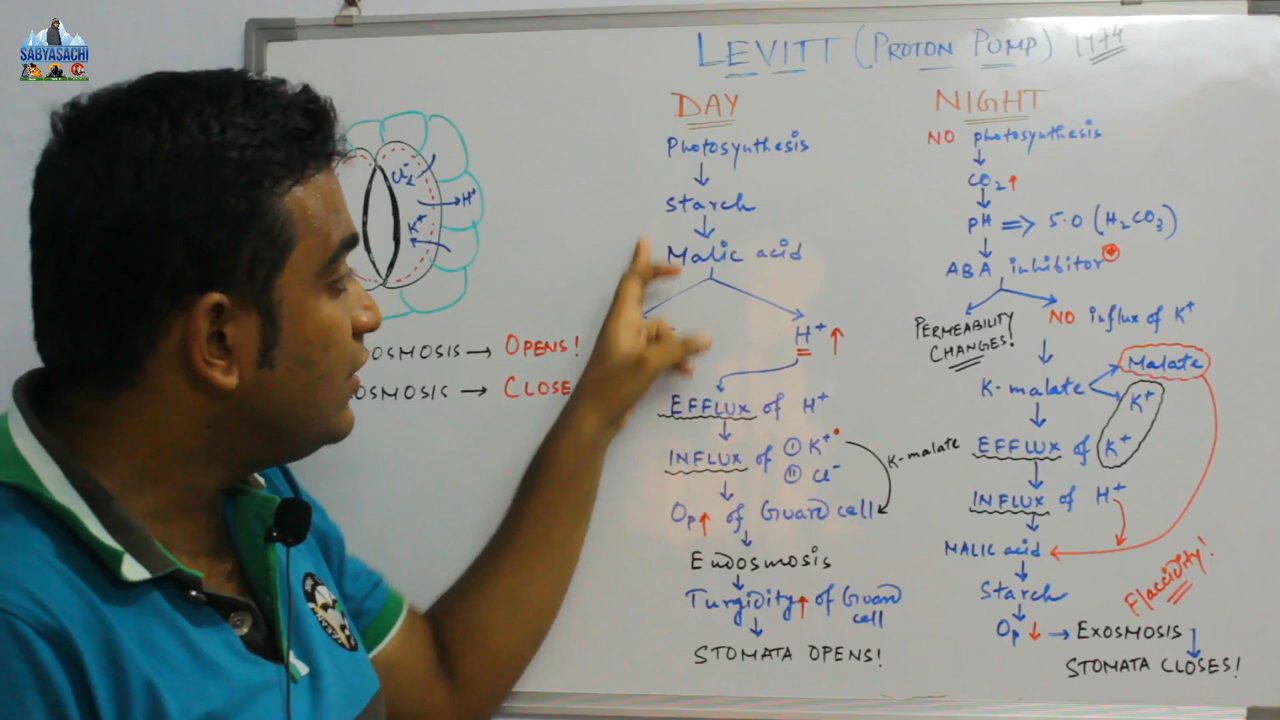 SABYASACHI
LEVITT (PROTON PUMP) 1974
Cl-
H+
K+
OSMOSIS → OPENS!
OSMOSIS → CLOSE
DAY
Photosynthesis
↓
Starch
↓
Malic acid
H+ ↑
EFFLUX of H+
↓
INFLUX of (I) K+
(II) Cl-
K-malate
↓
Op↑ of Guard cell
↓
Endosmosis
↓
Turgidity↑ of Guard
cell
↓
STOMATA OPENS!
NIGHT
NO photosynthesis
↓
CO2↑
↓
pH => 5.0 (H2CO3)
↓
ABA inhibitor*
PERMEABILITY
CHANGES!
NO influx of K+
↓
K-malate
Malate
K+
↓
EFFLUX of K+
↓
INFLUX of H+
↓
MALIC acid
↓
Starch
↓
Flaccidity!
Op ↓ → EXOSMOSIS
STOMATA CLOSES!